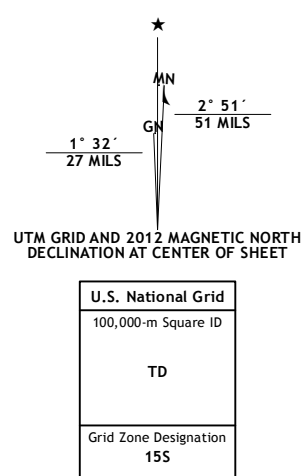 MN
2° 51´
51 MILS
GN
1° 32´
27 MILS
UTM GRID AND 2012 MAGNETIC NORTH
DECLINATION AT CENTER OF SHEET
U.S. National Grid
100,000-m Square ID
TD
Grid Zone Designation
15S